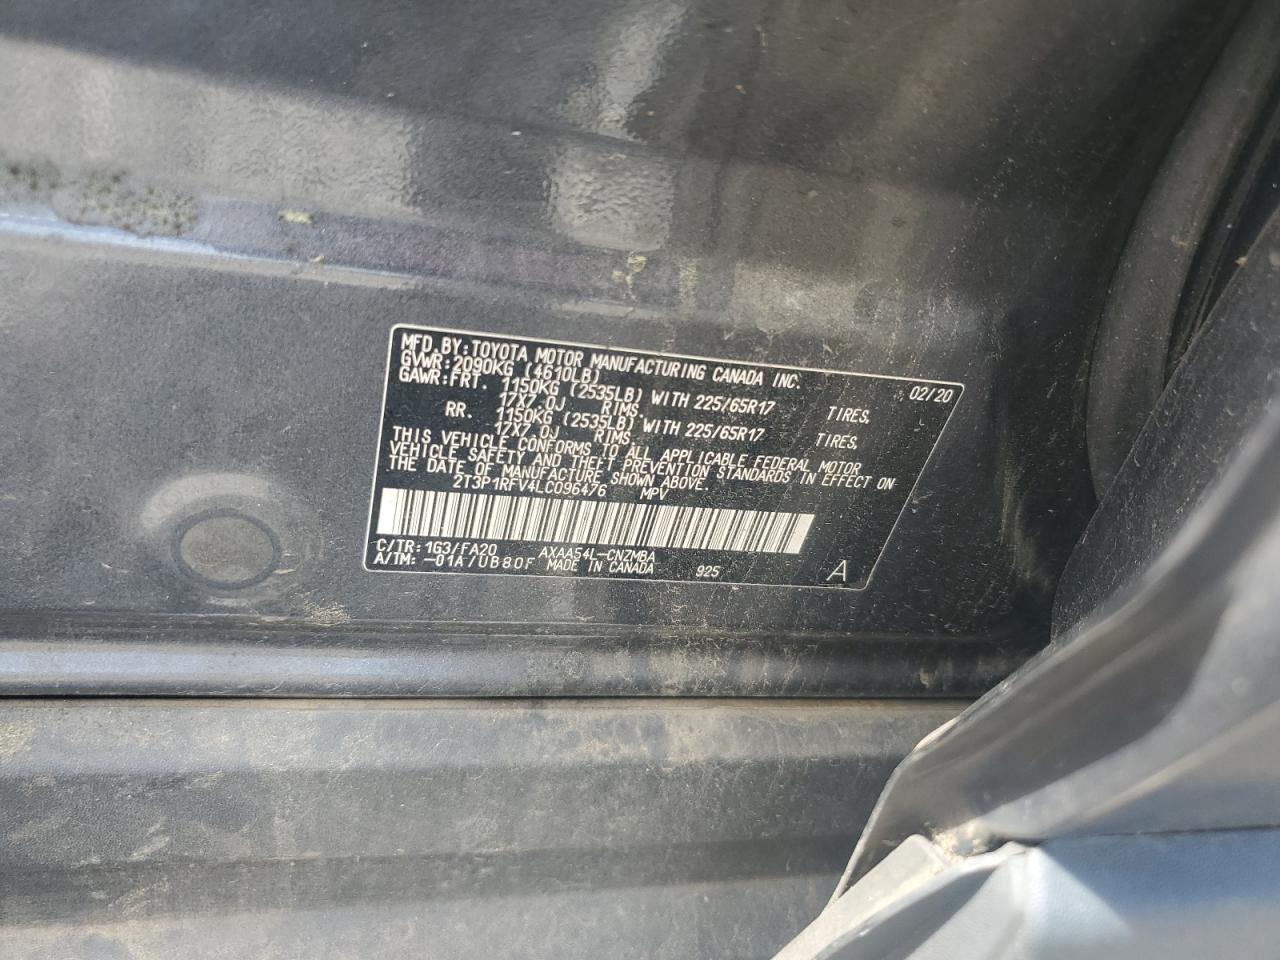 MFD.BY:TOYOTA MOTOR MANUFACTURING CANADA INC. 02/20
GVWR:2090KG (4610LB)
GAWR:FRT. 1150KG (2535LB) WITH 225/65R17 TIRES,
17X7.0J RIMS.
RR. 1150KG (2535LB) WITH 225/65R17 TIRES,
17X7.0J RIMS.
THIS VEHICLE CONFORMS TO ALL APPLICABLE FEDERAL MOTOR
VEHICLE SAFETY AND THEFT PREVENTION STANDARDS IN EFFECT ON
THE DATE OF MANUFACTURE SHOWN ABOVE.
2T3P1RFV4LC096476 MPV
C/TR:1G3/FA20 AXAA54L-CNZMBA
A/TM:-01A/UB80F MADE IN CANADA 925 A